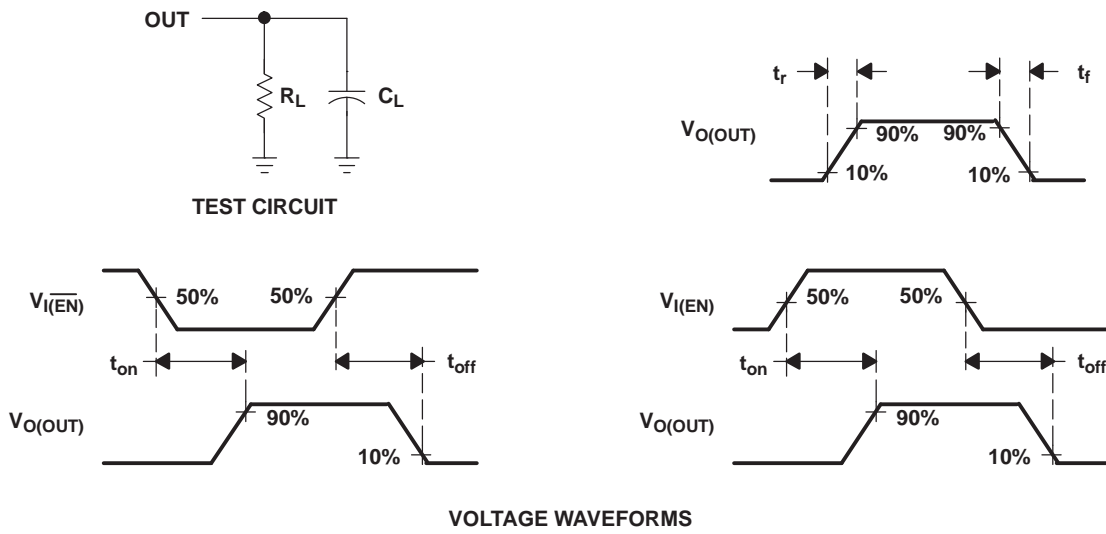 OUT
R_L
C_L
TEST CIRCUIT
t_r
t_f
V_O(OUT)
90%
90%
10%
10%
V_I(E̅N̅)
50%
50%
t_on
t_off
V_O(OUT)
90%
10%
V_I(EN)
50%
50%
t_on
t_off
V_O(OUT)
90%
10%
VOLTAGE WAVEFORMS